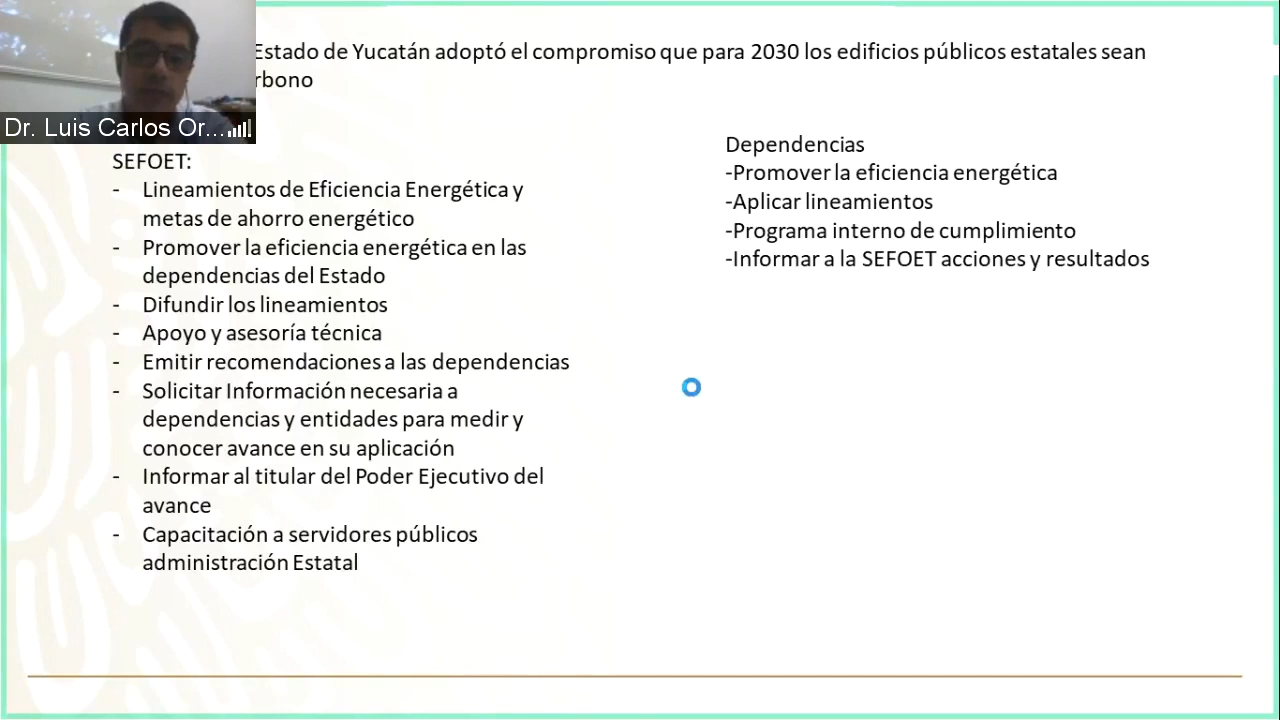 Estado de Yucatán adoptó el compromiso que para 2030 los edificios públicos estatales sean
rbono
Dr. Luis Carlos Or...
SEFOET:
- Lineamientos de Eficiencia Energética y
metas de ahorro energético
- Promover la eficiencia energética en las
dependencias del Estado
- Difundir los lineamientos
- Apoyo y asesoría técnica
- Emitir recomendaciones a las dependencias
- Solicitar Información necesaria a
dependencias y entidades para medir y
conocer avance en su aplicación
- Informar al titular del Poder Ejecutivo del
avance
- Capacitación a servidores públicos
administración Estatal
Dependencias
-Promover la eficiencia energética
-Aplicar lineamientos
-Programa interno de cumplimiento
-Informar a la SEFOET acciones y resultados